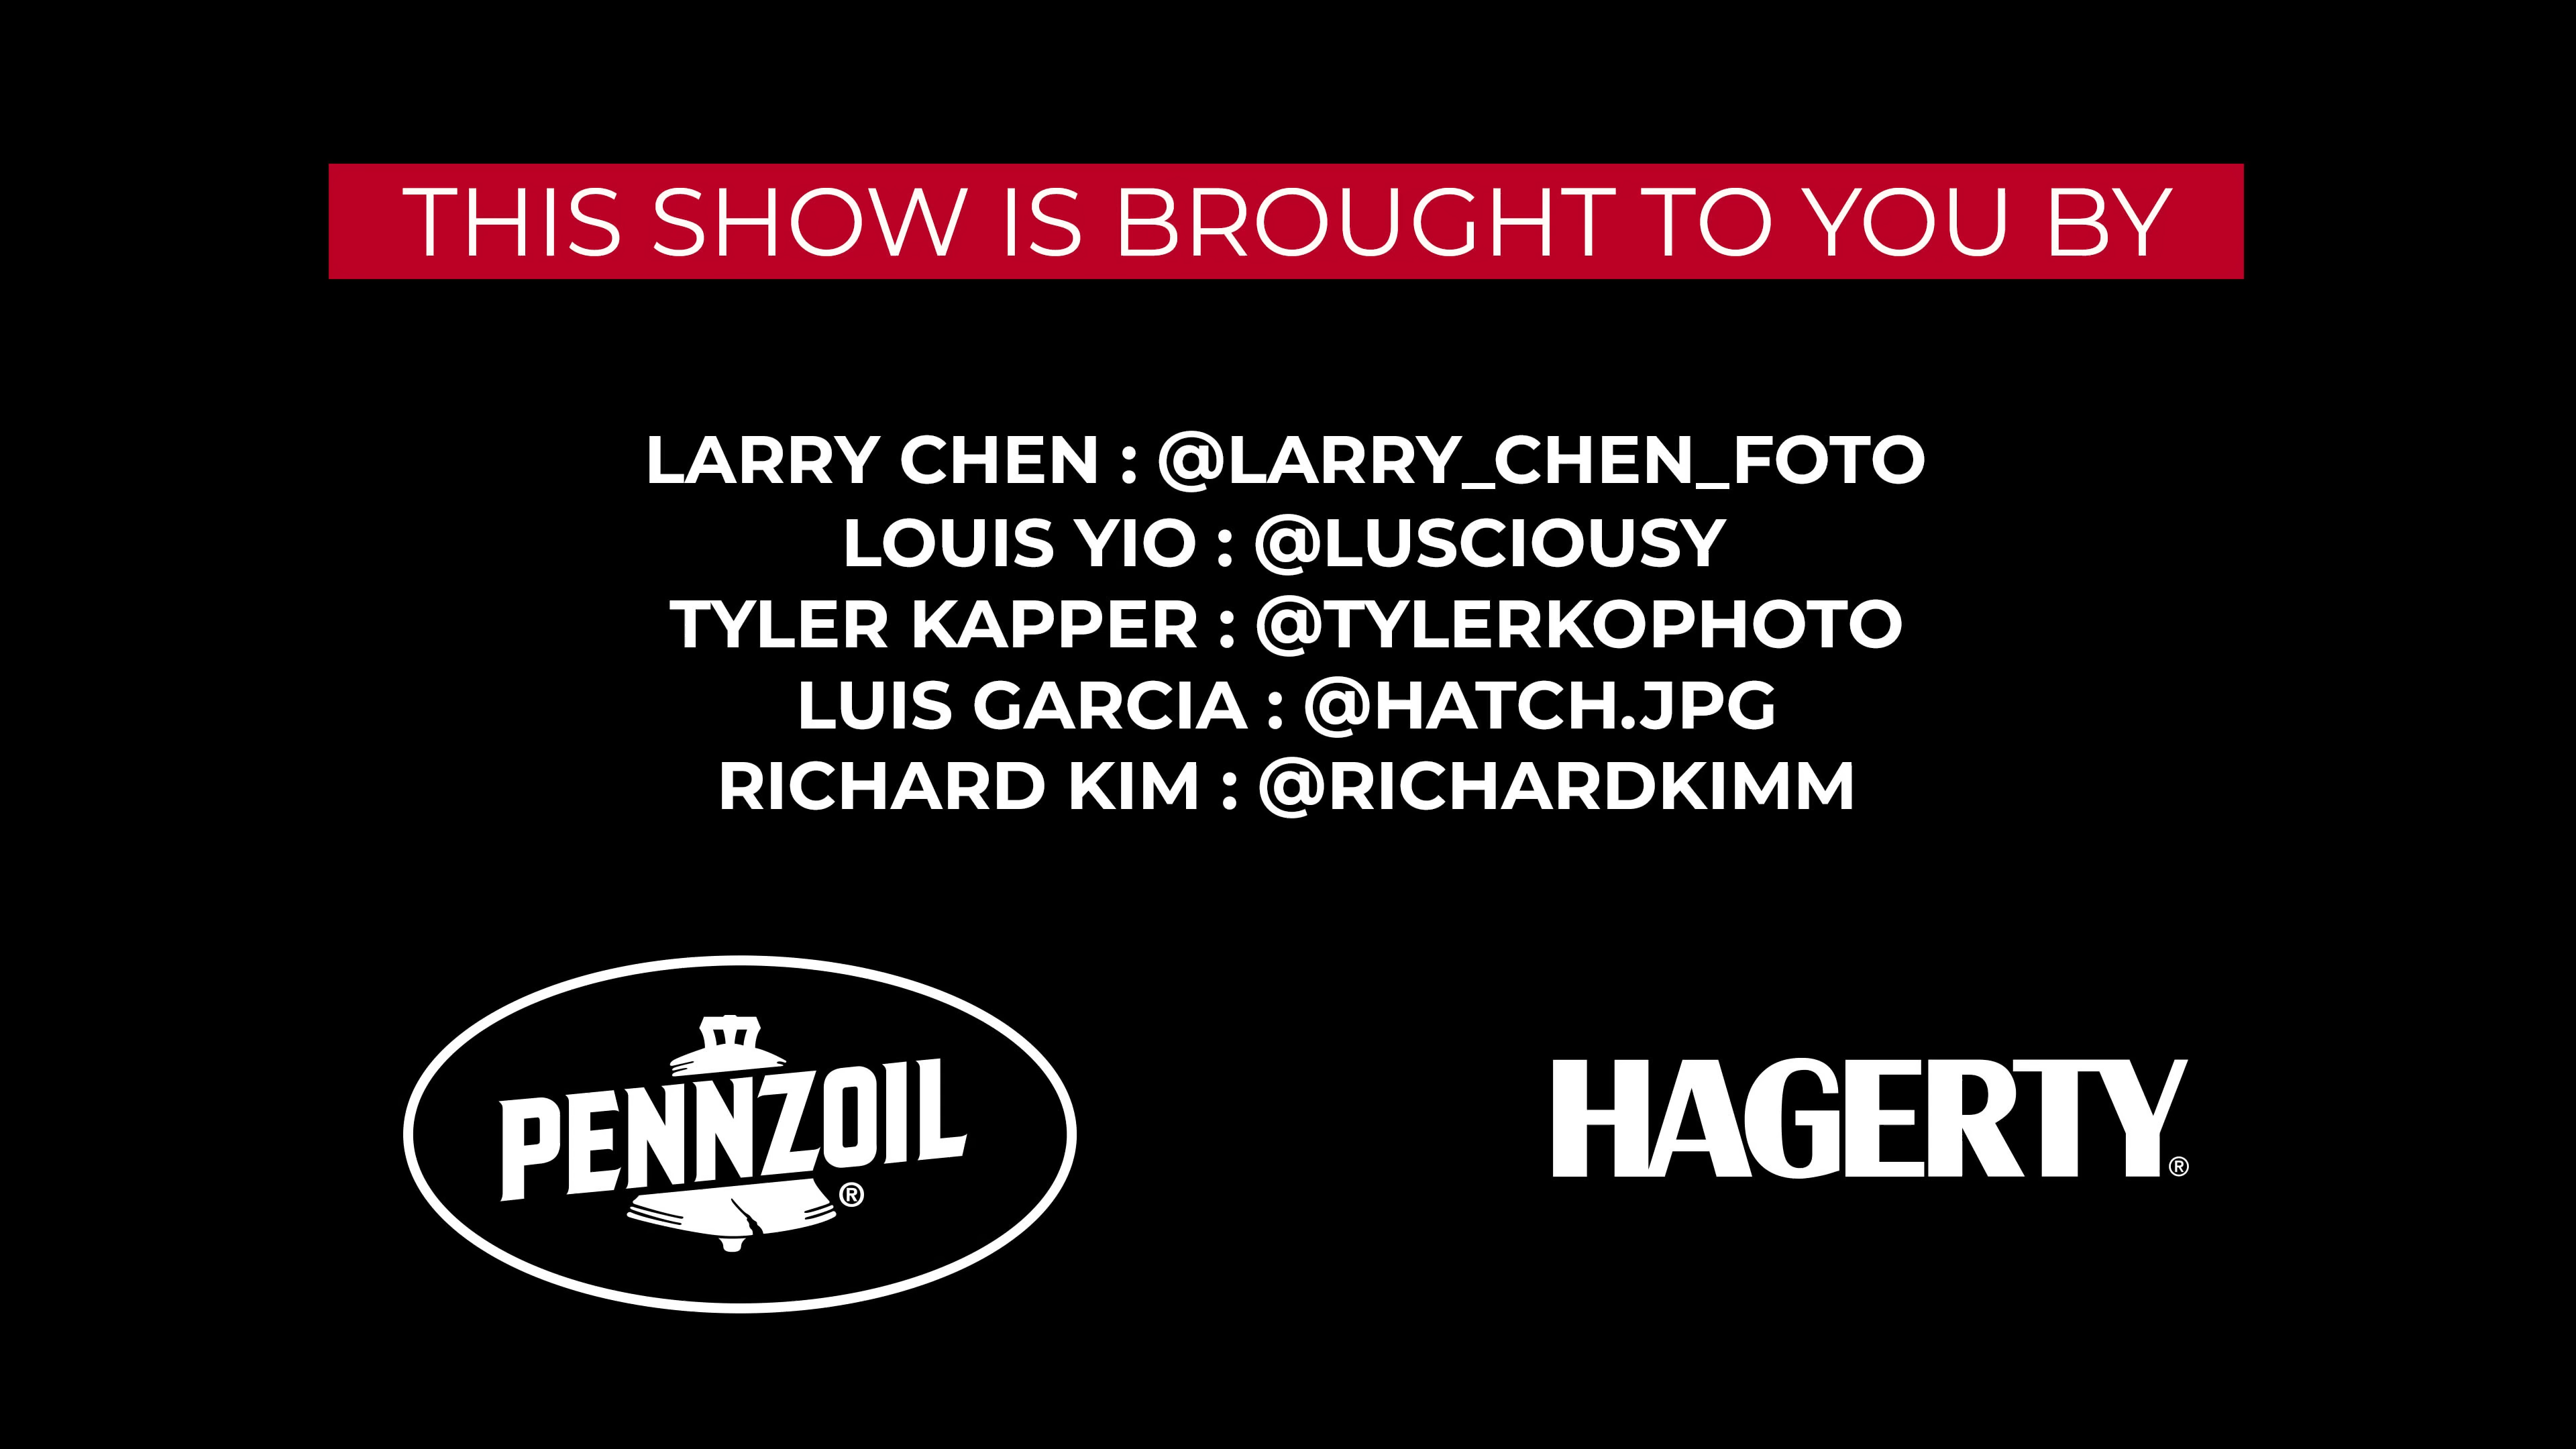 THIS SHOW IS BROUGHT TO YOU BY
LARRY CHEN : @LARRY_CHEN_FOTO
LOUIS YIO : @LUSCIOUSY
TYLER KAPPER : @TYLERKOPHOTO
LUIS GARCIA : @HATCH.JPG
RICHARD KIM : @RICHARDKIMM
PENNZOIL®
HAGERTY®